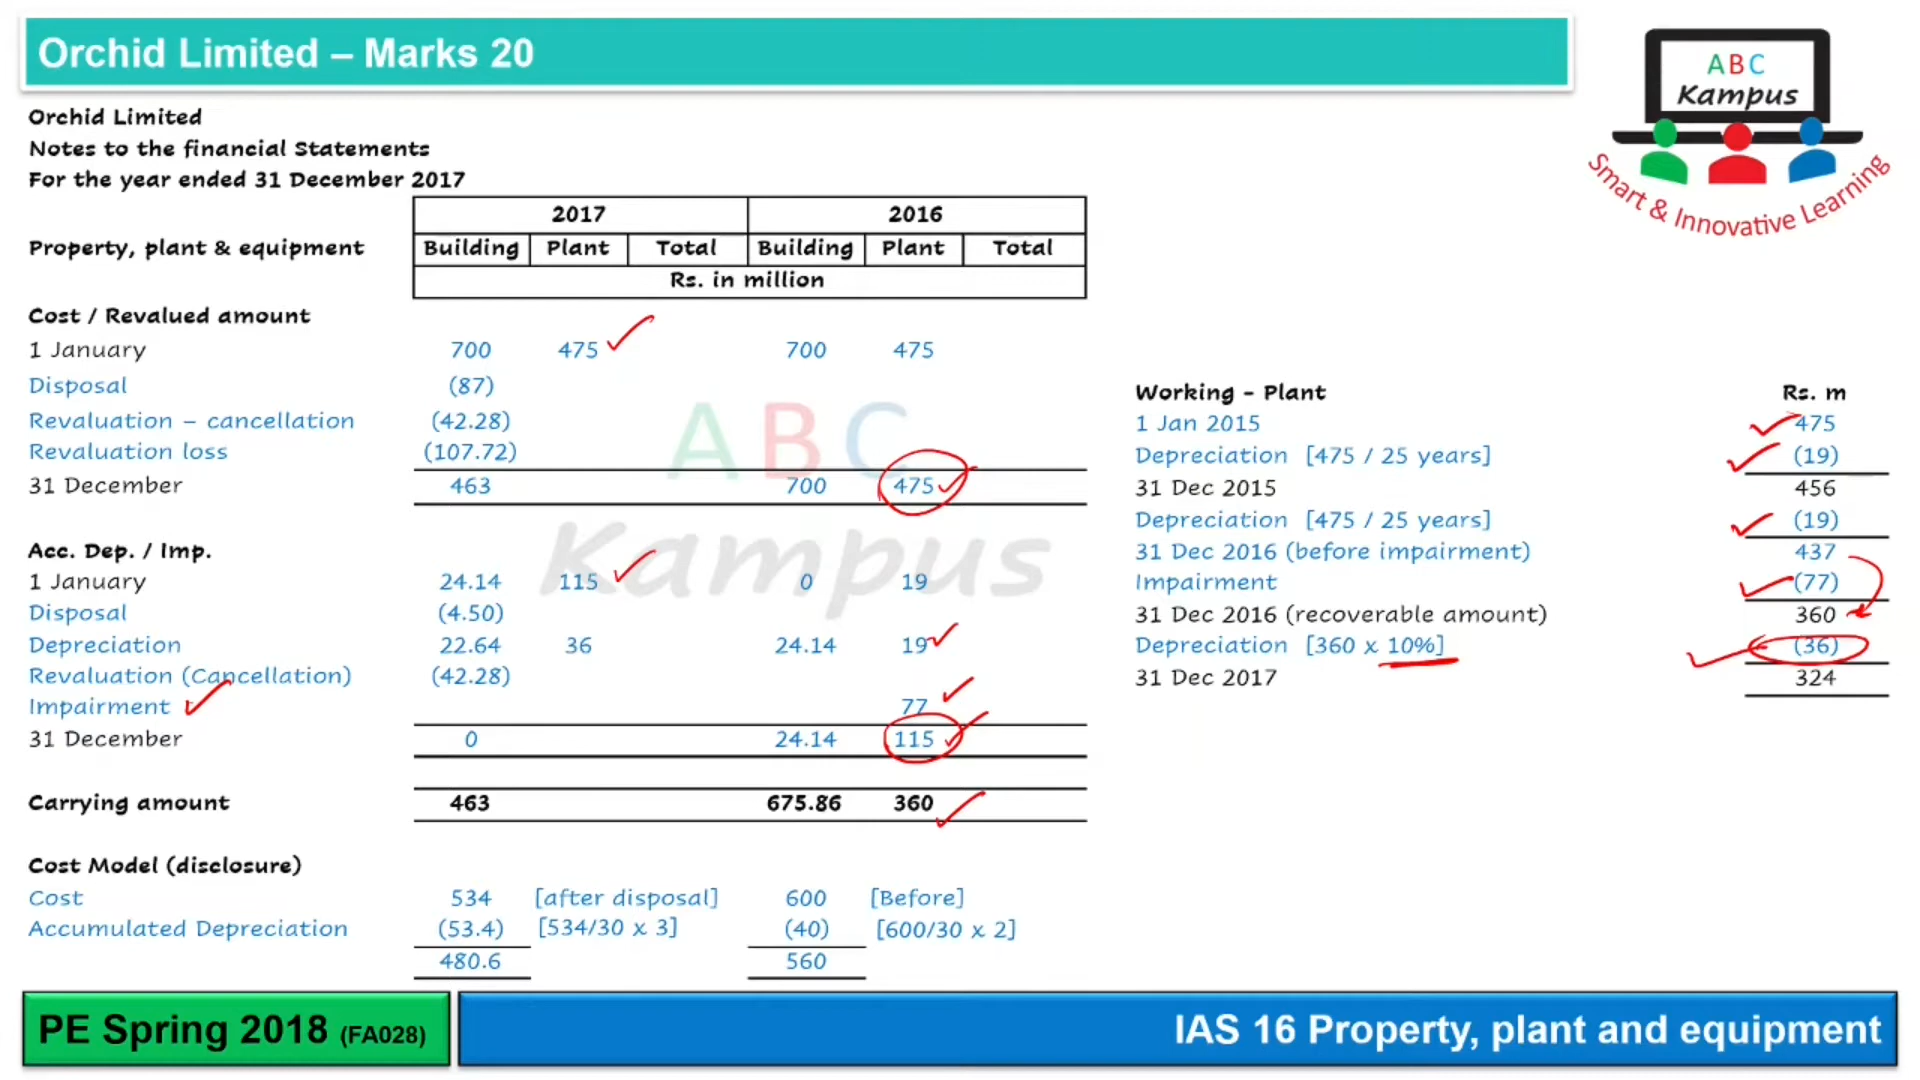 Orchid Limited – Marks 20
ABC
Kampus
Smart & Innovative Learning
Orchid Limited
Notes to the financial Statements
For the year ended 31 December 2017
2017 2016
Property, plant & equipment Building Plant Total Building Plant Total
Rs. in million
Cost / Revalued amount
1 January 700 475 700 475
Disposal (87)
Revaluation – cancellation (42.28)
Revaluation loss (107.72)
31 December 463 700 475
Acc. Dep. / Imp.
1 January 24.14 115 0 19
Disposal (4.50)
Depreciation 22.64 36 24.14 19
Revaluation (Cancellation) (42.28)
Impairment 77
31 December 0 24.14 115
Carrying amount 463 675.86 360
Cost Model (disclosure)
Cost 534 [after disposal] 600 [Before]
Accumulated Depreciation (53.4) [534/30 x 3] (40) [600/30 x 2]
480.6 560
Working - Plant Rs. m
1 Jan 2015 475
Depreciation [475 / 25 years] (19)
31 Dec 2015 456
Depreciation [475 / 25 years] (19)
31 Dec 2016 (before impairment) 437
Impairment (77)
31 Dec 2016 (recoverable amount) 360
Depreciation [360 x 10%] (36)
31 Dec 2017 324
ABC
Kampus
PE Spring 2018 (FA028)
IAS 16 Property, plant and equipment